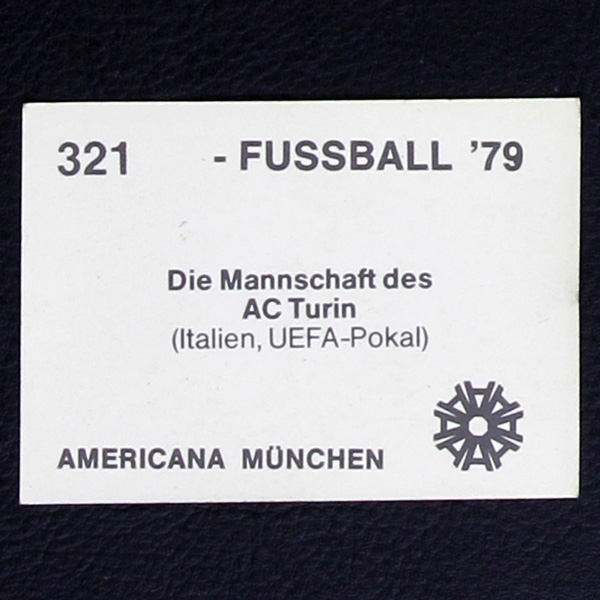 321 - FUSSBALL '79
Die Mannschaft des
AC Turin
(Italien, UEFA-Pokal)
AMERICANA MÜNCHEN